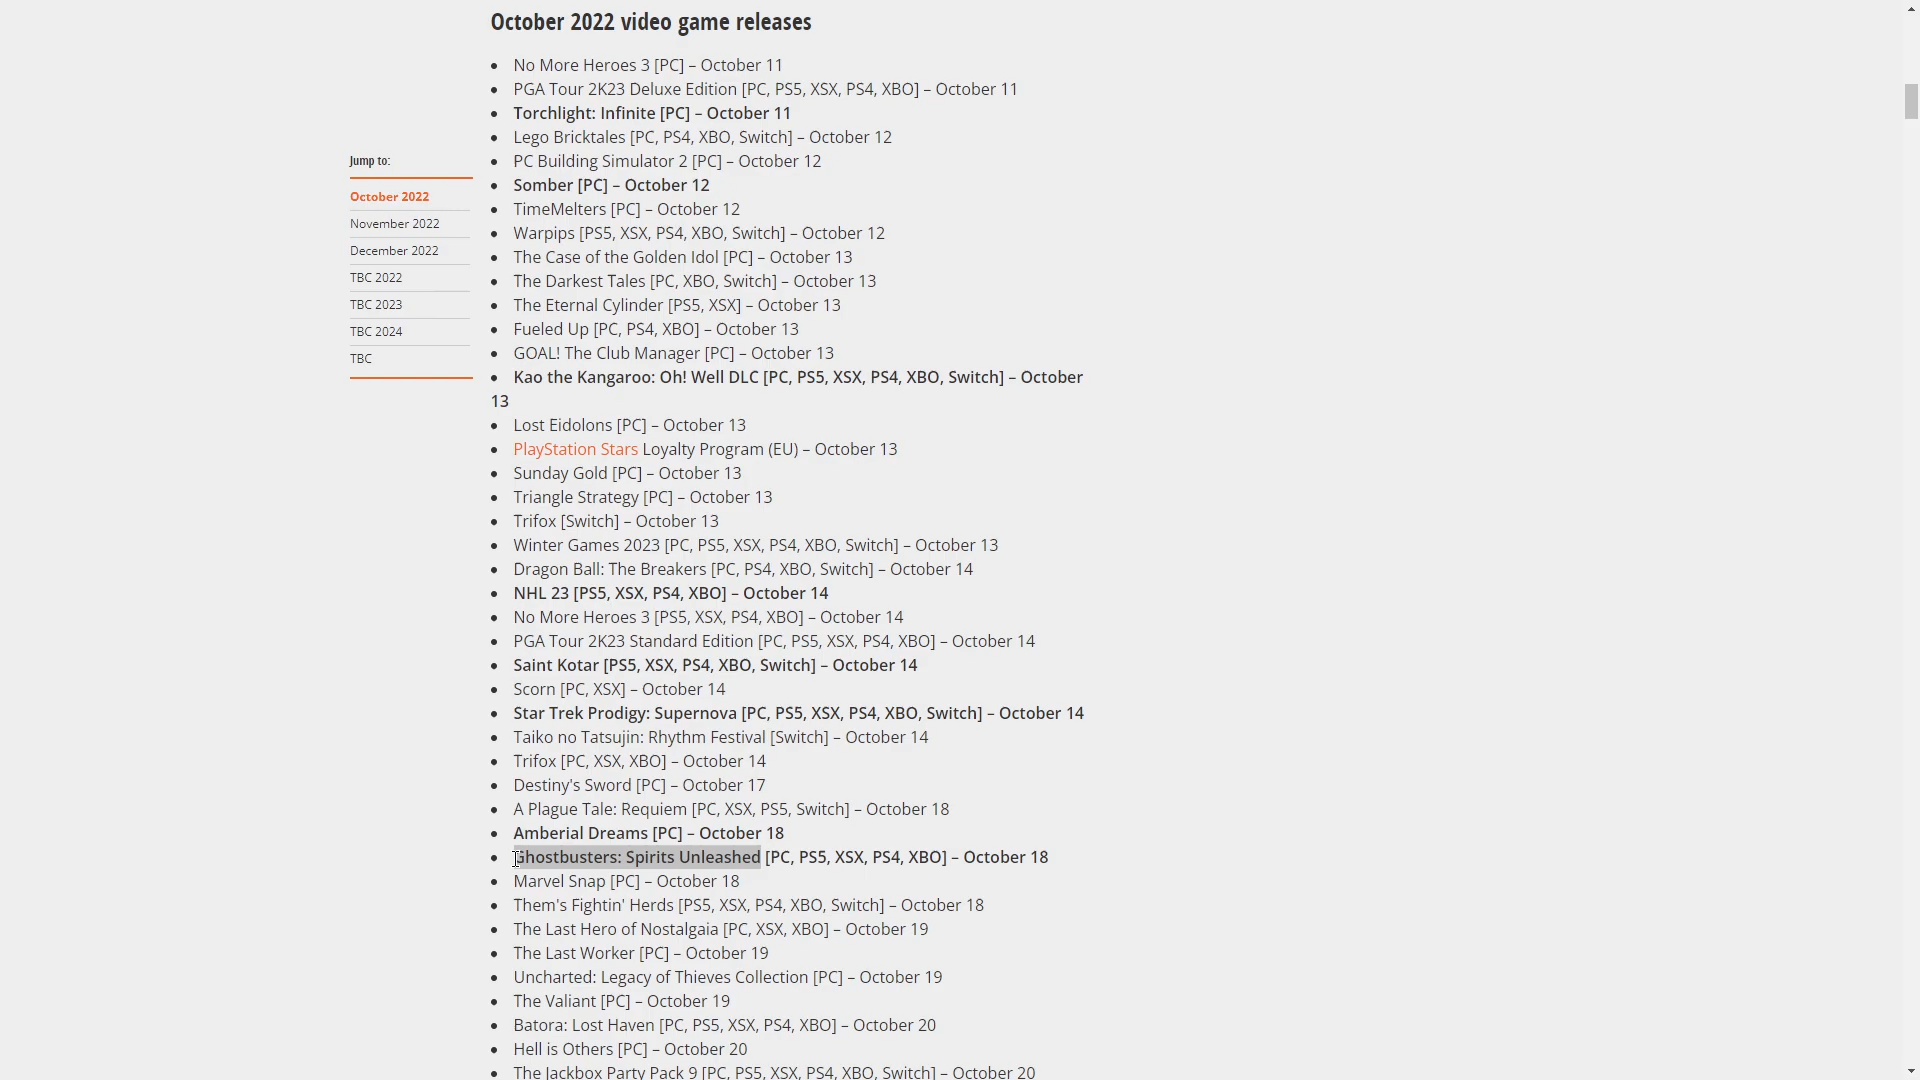 October 2022 video game releases
No More Heroes 3 [PC] – October 11
PGA Tour 2K23 Deluxe Edition [PC, PS5, XSX, PS4, XBO] – October 11
Torchlight: Infinite [PC] – October 11
Lego Bricktales [PC, PS4, XBO, Switch] – October 12
PC Building Simulator 2 [PC] – October 12
Somber [PC] – October 12
TimeMelters [PC] – October 12
Warpips [PS5, XSX, PS4, XBO, Switch] – October 12
The Case of the Golden Idol [PC] – October 13
The Darkest Tales [PC, XBO, Switch] – October 13
The Eternal Cylinder [PS5, XSX] – October 13
Fueled Up [PC, PS4, XBO] – October 13
GOAL! The Club Manager [PC] – October 13
Kao the Kangaroo: Oh! Well DLC [PC, PS5, XSX, PS4, XBO, Switch] – October
13
Lost Eidolons [PC] – October 13
PlayStation Stars Loyalty Program (EU) – October 13
Sunday Gold [PC] – October 13
Triangle Strategy [PC] – October 13
Trifox [Switch] – October 13
Winter Games 2023 [PC, PS5, XSX, PS4, XBO, Switch] – October 13
Dragon Ball: The Breakers [PC, PS4, XBO, Switch] – October 14
NHL 23 [PS5, XSX, PS4, XBO] – October 14
No More Heroes 3 [PS5, XSX, PS4, XBO] – October 14
PGA Tour 2K23 Standard Edition [PC, PS5, XSX, PS4, XBO] – October 14
Saint Kotar [PS5, XSX, PS4, XBO, Switch] – October 14
Scorn [PC, XSX] – October 14
Star Trek Prodigy: Supernova [PC, PS5, XSX, PS4, XBO, Switch] – October 14
Taiko no Tatsujin: Rhythm Festival [Switch] – October 14
Trifox [PC, XSX, XBO] – October 14
Destiny's Sword [PC] – October 17
A Plague Tale: Requiem [PC, XSX, PS5, Switch] – October 18
Amberial Dreams [PC] – October 18
Ghostbusters: Spirits Unleashed [PC, PS5, XSX, PS4, XBO] – October 18
Marvel Snap [PC] – October 18
Them's Fightin' Herds [PS5, XSX, PS4, XBO, Switch] – October 18
The Last Hero of Nostalgaia [PC, XSX, XBO] – October 19
The Last Worker [PC] – October 19
Uncharted: Legacy of Thieves Collection [PC] – October 19
The Valiant [PC] – October 19
Batora: Lost Haven [PC, PS5, XSX, PS4, XBO] – October 20
Hell is Others [PC] – October 20
The Jackbox Party Pack 9 [PC, PS5, XSX, PS4, XBO, Switch] – October 20
Jump to:
October 2022
November 2022
December 2022
TBC 2022
TBC 2023
TBC 2024
TBC